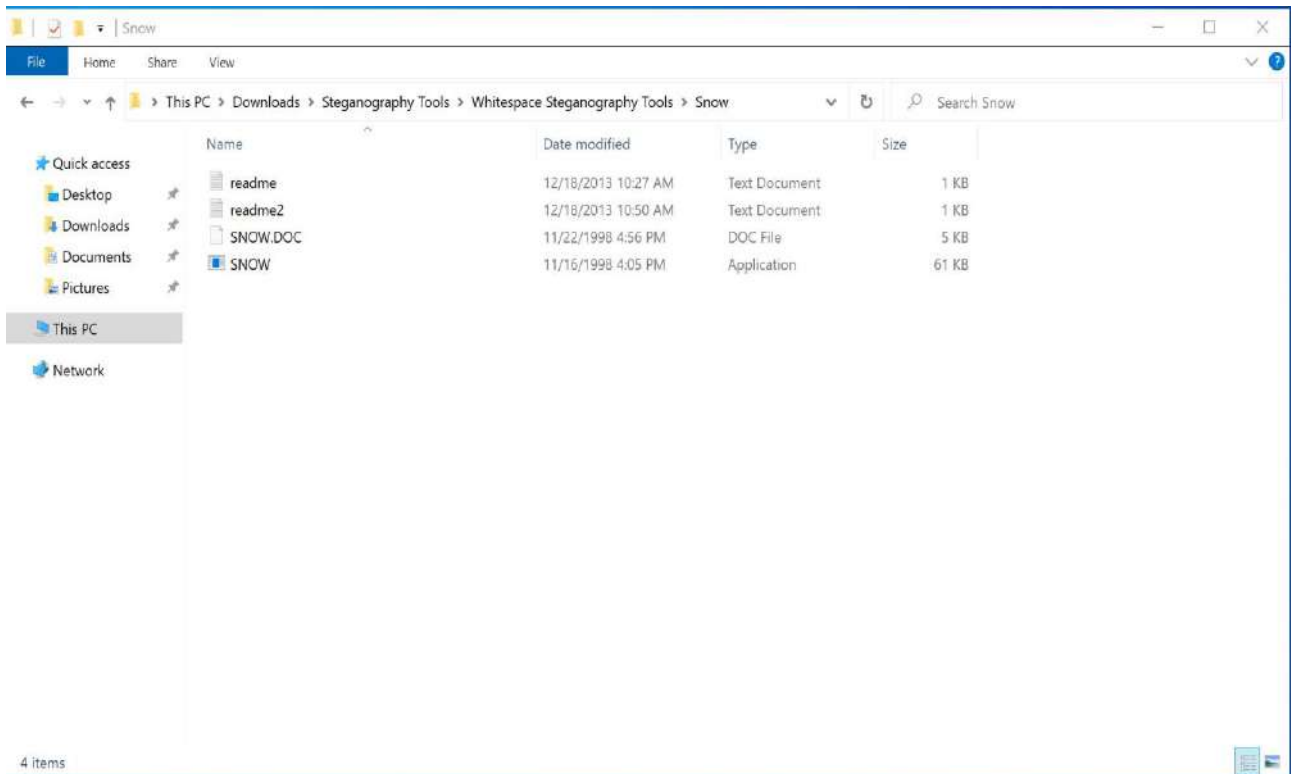 Snow
File Home Share View
This PC > Downloads > Steganography Tools > Whitespace Steganography Tools > Snow Search Snow
Name Date modified Type Size
Quick access
Desktop
Downloads
Documents
Pictures
This PC
Network
readme 12/18/2013 10:27 AM Text Document 1 KB
readme2 12/18/2013 10:50 AM Text Document 1 KB
SNOW.DOC 11/22/1998 4:56 PM DOC File 5 KB
SNOW 11/16/1998 4:05 PM Application 61 KB
4 items